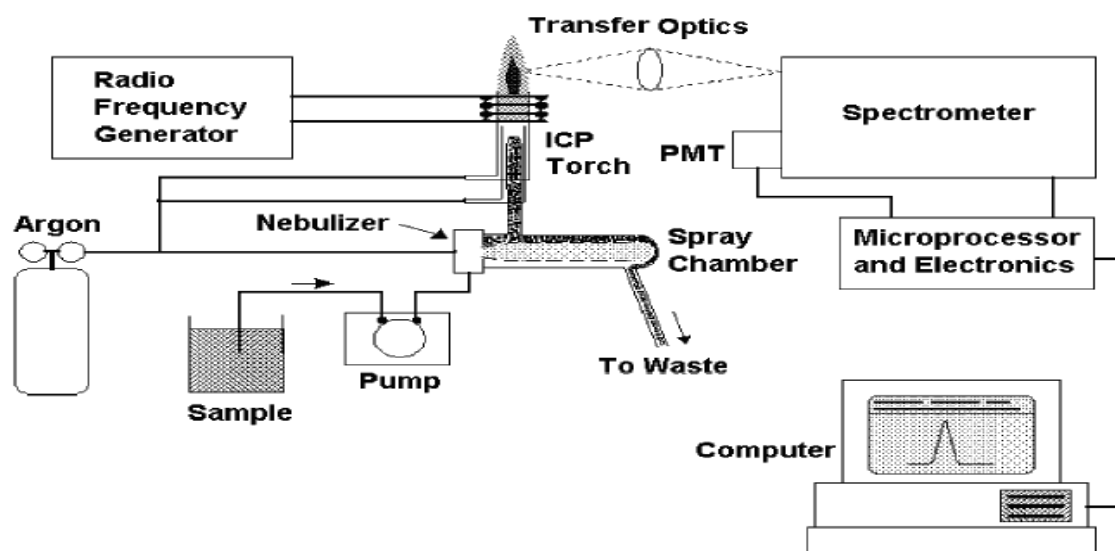 Transfer Optics
Radio
Frequency
Generator
Spectrometer
ICP
Torch
PMT
Argon
Nebulizer
Spray
Chamber
Microprocessor
and Electronics
To Waste
Pump
Sample
Computer